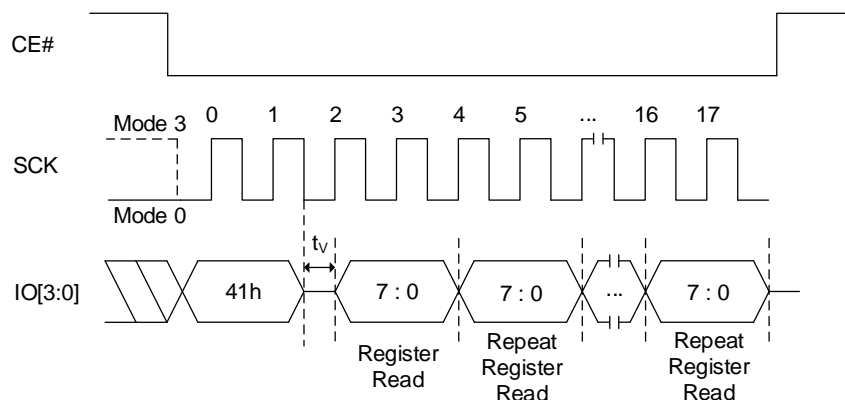 CE#
0 1 2 3 4 5 ... 16 17
Mode 3
SCK
Mode 0
tV
IO[3:0]
41h
7 : 0
7 : 0
...
7 : 0
Register
Read
Repeat
Register
Read
Repeat
Register
Read